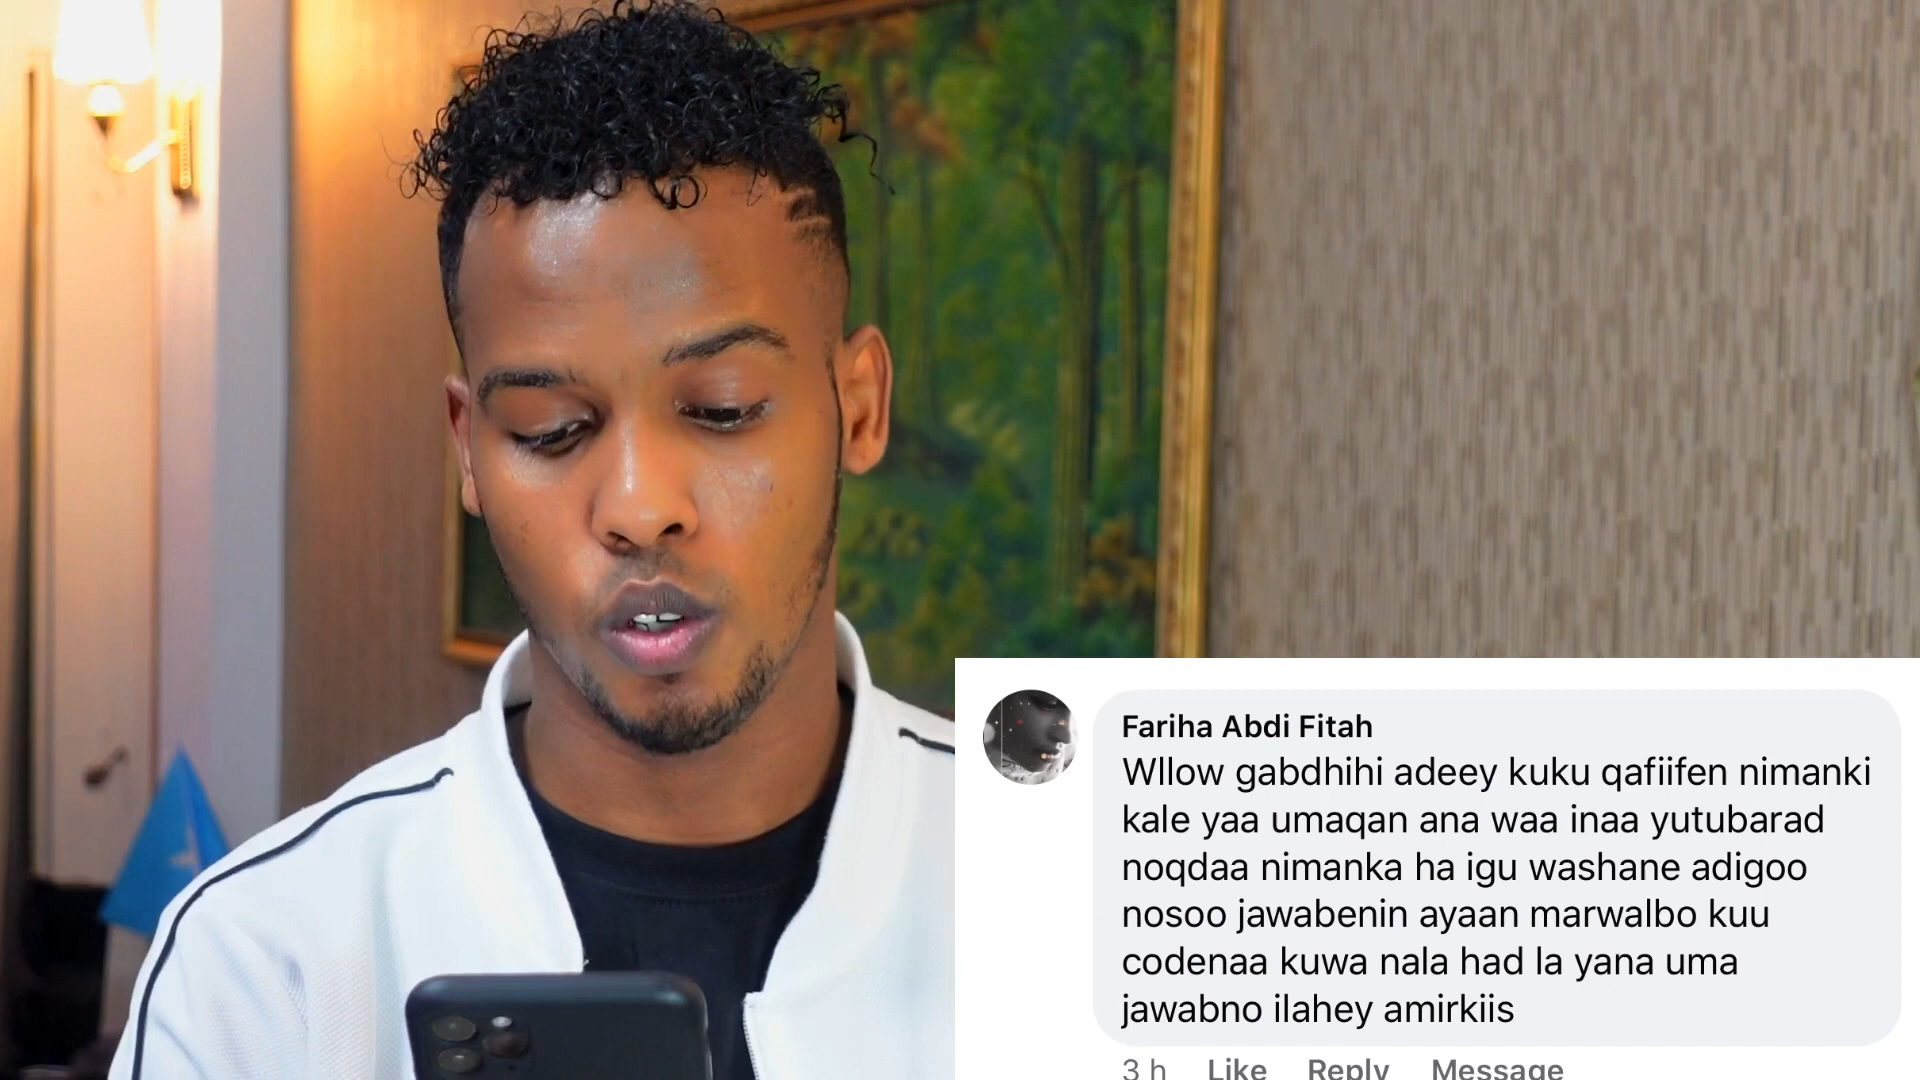 Fariha Abdi Fitah
Wllow gabdhihi adeey kuku qafiifen nimanki
kale yaa umaqan ana waa inaa yutubarad
noqdaa nimanka ha igu washane adigoo
nosoo jawabenin ayaan marwalbo kuu
codenaa kuwa nala had la yana uma
jawabno ilahey amirkiis
3 h Like Reply Message